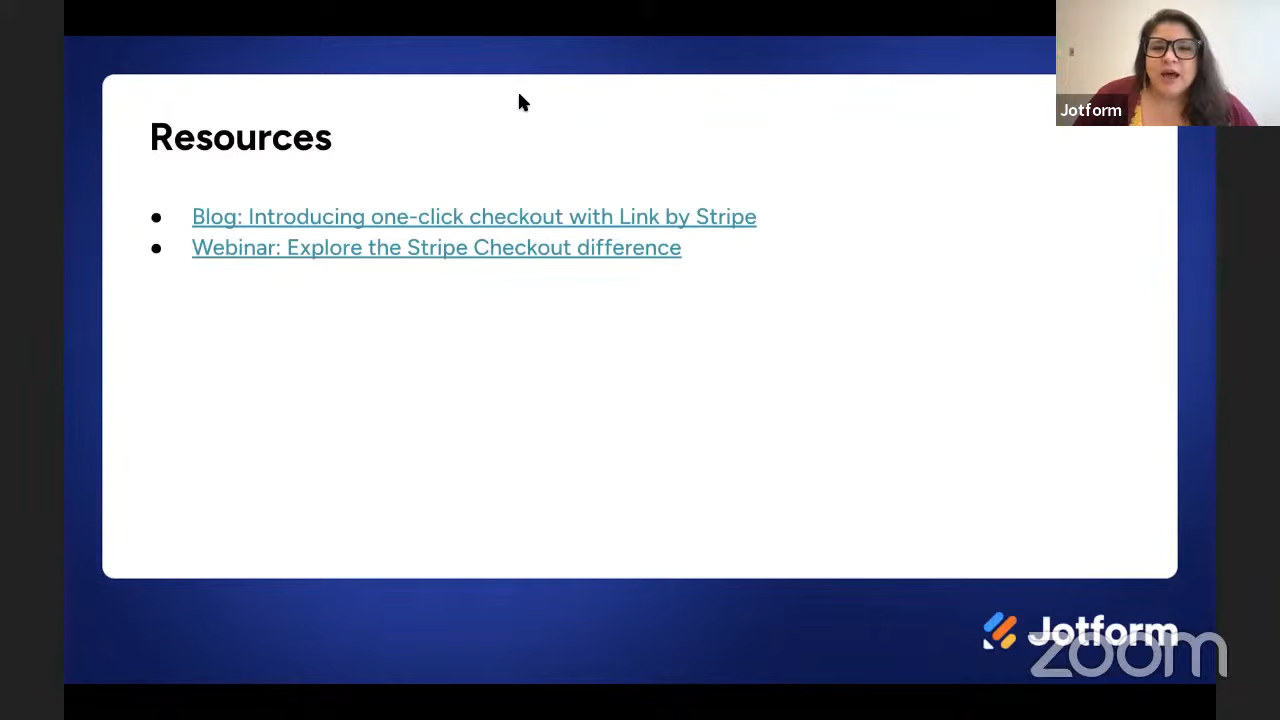 Jotform
Resources
Blog: Introducing one-click checkout with Link by Stripe
Webinar: Explore the Stripe Checkout difference
Jotform
zoom